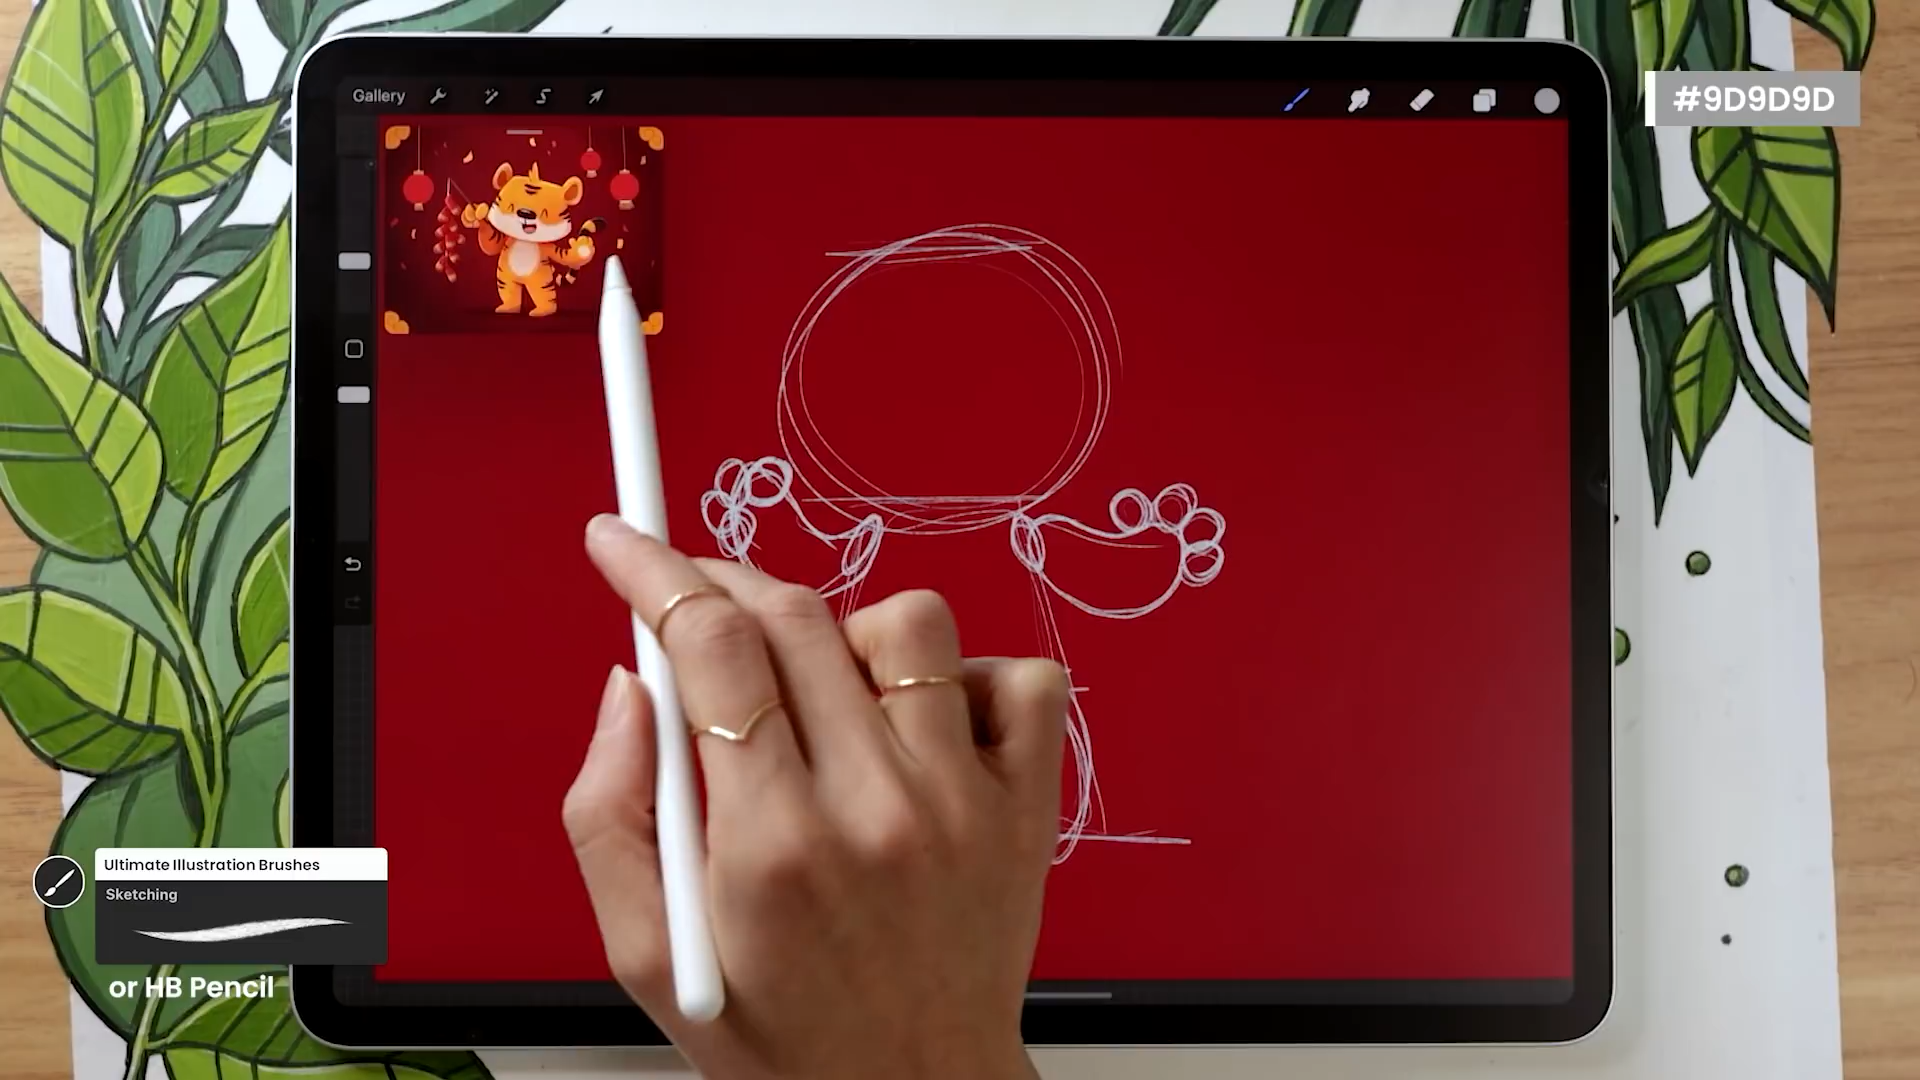 Gallery
#9D9D9D
Ultimate Illustration Brushes
Sketching
or HB Pencil